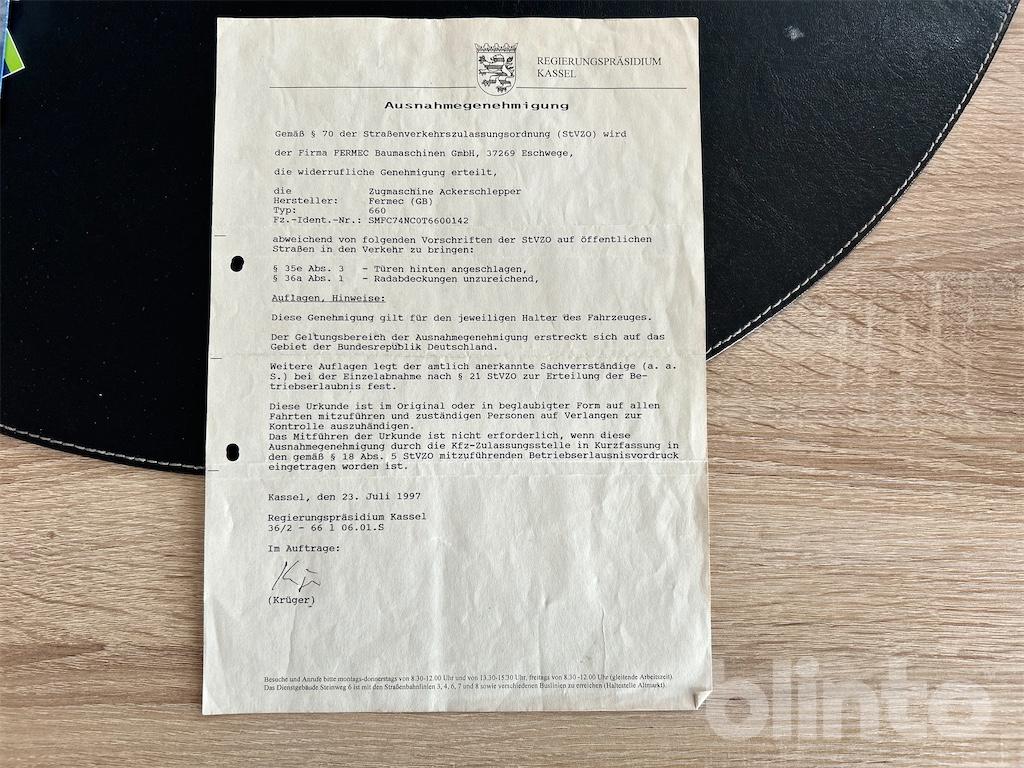 REGIERUNGSPRÄSIDIUM
KASSEL
Ausnahmegenehmigung
Gemäß § 70 der Straßenverkehrszulassungsordnung (StVZO) wird
der Firma FERMEC Baumaschinen GmbH, 37269 Eschwege,
die widerrufliche Genehmigung erteilt,
die Zugmaschine Ackerschlepper
Hersteller: Fermec (GB)
Typ: 660
Fz.-Ident.-Nr.: SMFC74NC0T6600142
abweichend von folgenden Vorschriften der StVZO auf öffentlichen
Straßen in den Verkehr zu bringen:
§ 35e Abs. 3 - Türen hinten angeschlagen,
§ 36a Abs. 1 - Radabdeckungen unzureichend,
Auflagen, Hinweise:
Diese Genehmigung gilt für den jeweiligen Halter des Fahrzeuges.
Der Geltungsbereich der Ausnahmegenehmigung erstreckt sich auf das
Gebiet der Bundesrepublik Deutschland.
Weitere Auflagen legt der amtlich anerkannte Sachverrständige (a. a.
S.) bei der Einzelabnahme nach § 21 StVZO zur Erteilung der Be-
triebserlaubnis fest.
Diese Urkunde ist im Original oder in beglaubigter Form auf allen
Fahrten mitzuführen und zuständigen Personen auf Verlangen zur
Kontrolle auszuhändigen.
Das Mitführen der Urkunde ist nicht erforderlich, wenn diese
Ausnahmegenehmigung durch die Kfz-Zulassungsstelle in Kurzfassung in
den gemäß § 18 Abs. 5 StVZO mitzuführenden Betriebserlausnisvordruck
eingetragen worden ist.
Kassel, den 23. Juli 1997
Regierungspräsidium Kassel
36/2 - 66 l 06.01.S
Im Auftrage:
(Krüger)
Besuche und Anrufe bitte montags-donnerstags von 8.30-12.00 Uhr und von 13.30-15.30 Uhr, freitags von 8.30 -12.00 Uhr (gleitende Arbeitszeit).
Das Dienstgebäude Steinweg 6 ist mit den Straßenbahnlinien 3, 4, 6, 7 und 8 sowie verschiedenen Buslinien zu erreichen (Haltestelle Altmarkt).
blinto